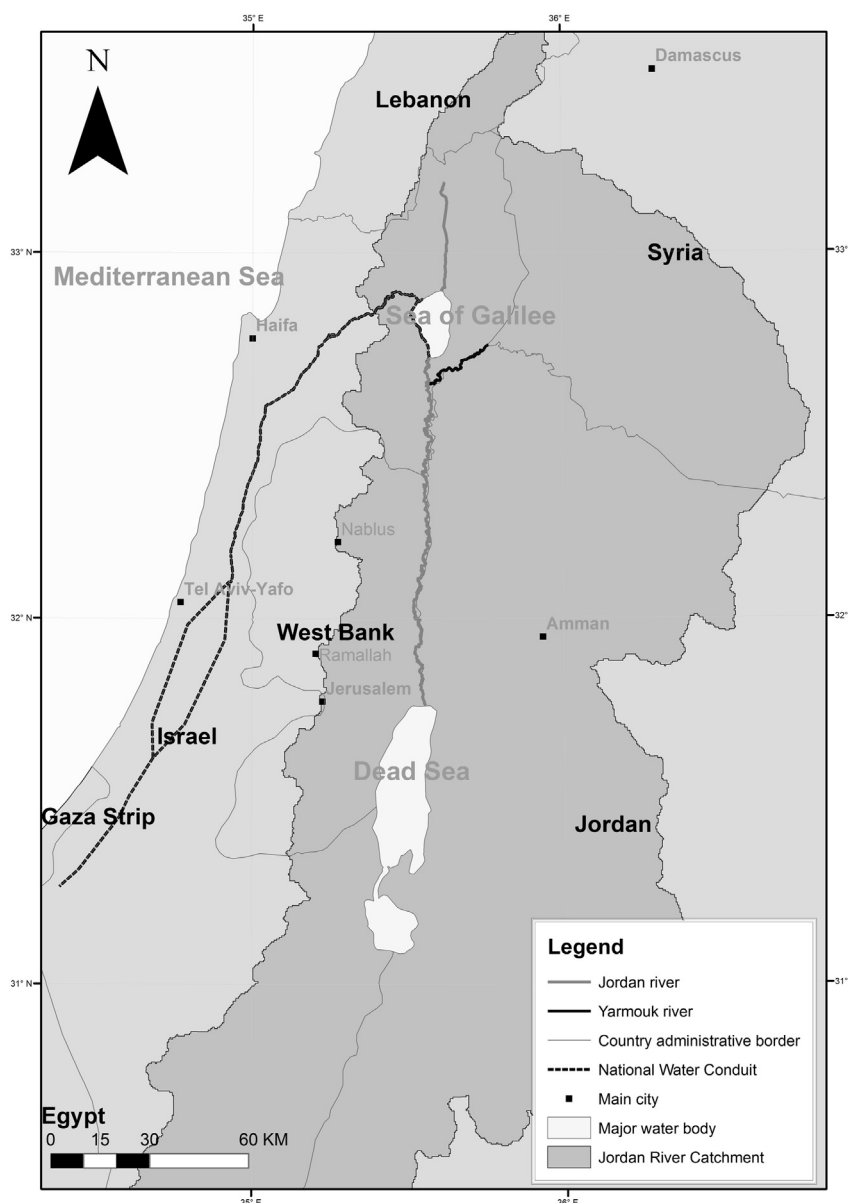 35° E
36° E
N
Damascus
Lebanon
33° N
33°
Syria
Mediterranean Sea
Haifa
Sea of Galilee
Nablus
Tel Aviv-Yafo
32° N
32°
Amman
West Bank
Ramallah
Jerusalem
Israel
Dead Sea
Gaza Strip
Jordan
Legend
Jordan river
31° N
31°
Yarmouk river
Country administrative border
National Water Conduit
Main city
Egypt
Major water body
0 15 30 60 KM
Jordan River Catchment
35° E
36° E